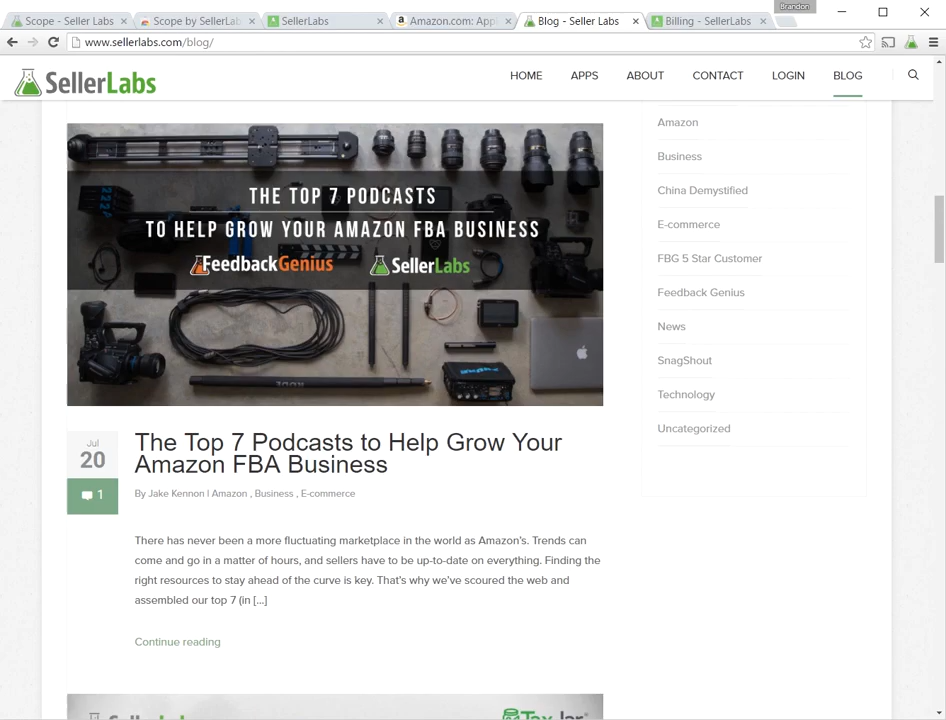 Brandon
Scope - Seller Labs
Scope by SellerLab
SellerLabs
Amazon.com: Appl
Blog - Seller Labs
Billing - SellerLabs
www.sellerlabs.com/blog/
SellerLabs
HOME
APPS
ABOUT
CONTACT
LOGIN
BLOG
THE TOP 7 PODCASTS
TO HELP GROW YOUR AMAZON FBA BUSINESS
FeedbackGenius
SellerLabs
RODE
Jul
20
1
The Top 7 Podcasts to Help Grow Your
Amazon FBA Business
By Jake Kennon | Amazon , Business , E-commerce
There has never been a more fluctuating marketplace in the world as Amazon's. Trends can
come and go in a matter of hours, and sellers have to be up-to-date on everything. Finding the
right resources to stay ahead of the curve is key. That's why we've scoured the web and
assembled our top 7 (in [...]
Continue reading
Amazon
Business
China Demystified
E-commerce
FBG 5 Star Customer
Feedback Genius
News
SnagShout
Technology
Uncategorized